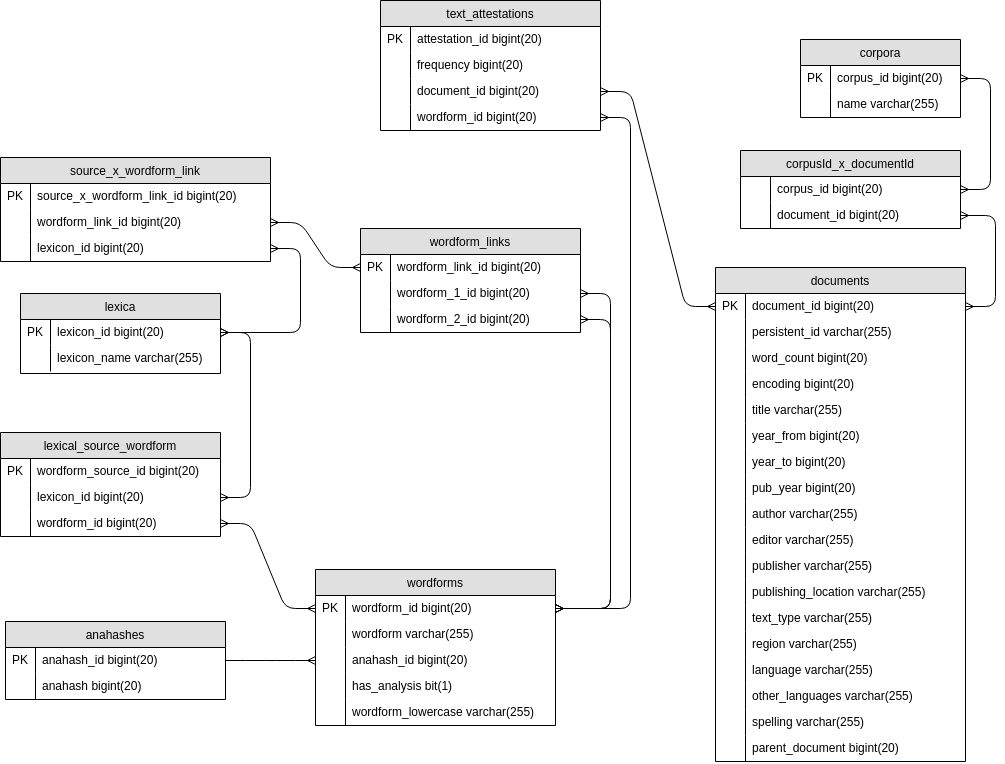 text_attestations
PK attestation_id bigint(20)
frequency bigint(20)
document_id bigint(20)
wordform_id bigint(20)
corpora
PK corpus_id bigint(20)
name varchar(255)
corpusId_x_documentId
corpus_id bigint(20)
document_id bigint(20)
source_x_wordform_link
PK source_x_wordform_link_id bigint(20)
wordform_link_id bigint(20)
lexicon_id bigint(20)
wordform_links
PK wordform_link_id bigint(20)
wordform_1_id bigint(20)
wordform_2_id bigint(20)
lexica
PK lexicon_id bigint(20)
lexicon_name varchar(255)
documents
PK document_id bigint(20)
persistent_id varchar(255)
word_count bigint(20)
encoding bigint(20)
title varchar(255)
year_from bigint(20)
year_to bigint(20)
pub_year bigint(20)
author varchar(255)
editor varchar(255)
publisher varchar(255)
publishing_location varchar(255)
text_type varchar(255)
region varchar(255)
language varchar(255)
other_languages varchar(255)
spelling varchar(255)
parent_document bigint(20)
lexical_source_wordform
PK wordform_source_id bigint(20)
lexicon_id bigint(20)
wordform_id bigint(20)
wordforms
PK wordform_id bigint(20)
wordform varchar(255)
anahash_id bigint(20)
has_analysis bit(1)
wordform_lowercase varchar(255)
anahashes
PK anahash_id bigint(20)
anahash bigint(20)